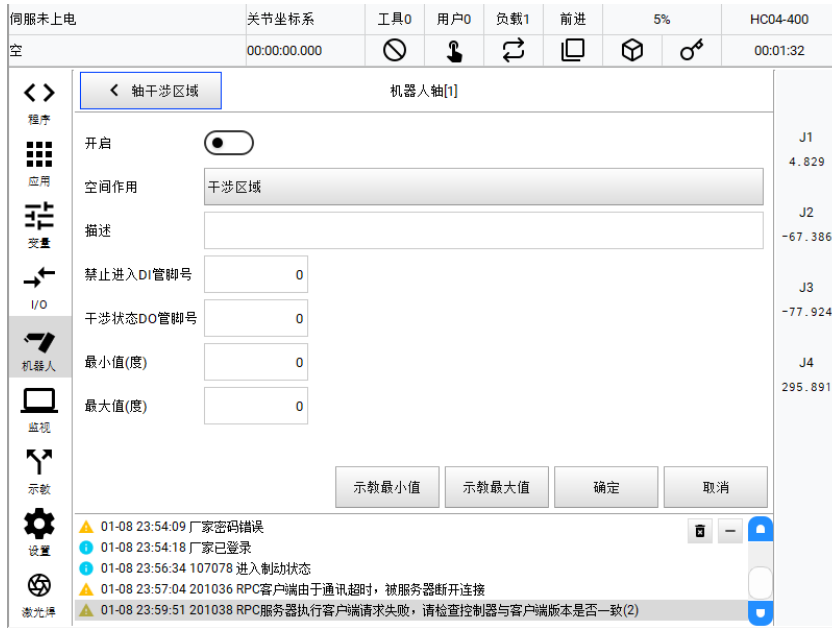 伺服未上电 关节坐标系 工具0 用户0 负载1 前进 5% HC04-400
空 00:00:00.000 00:01:32
程序
应用
变量
I/O
机器人
监视
示教
设置
激光焊
轴干涉区域 机器人轴[1]
开启
空间作用 干涉区域
描述
禁止进入DI管脚号 0
干涉状态DO管脚号 0
最小值(度) 0
最大值(度) 0
示教最小值 示教最大值 确定 取消
J1
4.829
J2
-67.386
J3
-77.924
J4
295.891
01-08 23:54:09 厂家密码错误
01-08 23:54:18 厂家已登录
01-08 23:56:34 107078 进入制动状态
01-08 23:57:04 201036 RPC客户端由于通讯超时，被服务器断开连接
01-08 23:59:51 201038 RPC服务器执行客户端请求失败，请检查控制器与客户端版本是否一致(2)